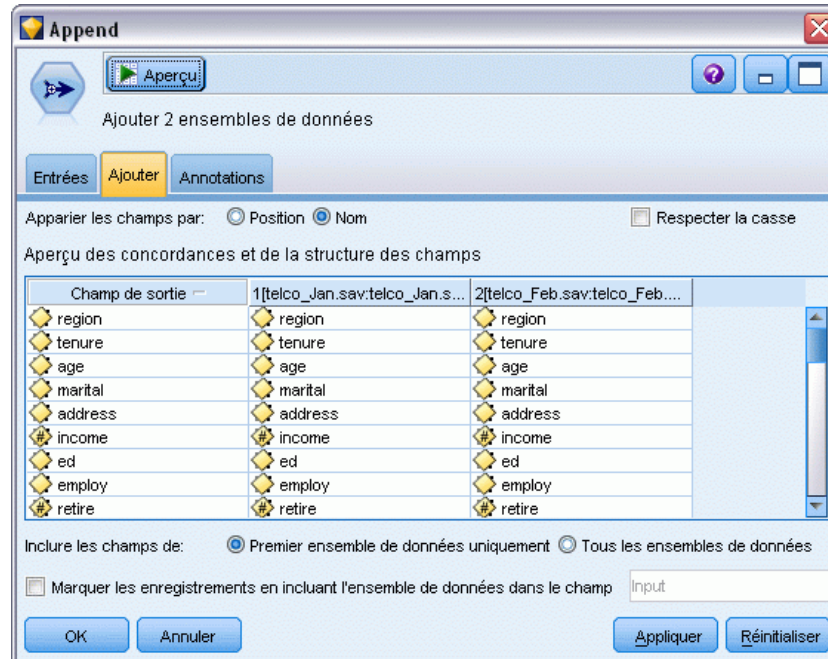 Append
Aperçu
Ajouter 2 ensembles de données
Entrées Ajouter Annotations
Apparier les champs par: Position Nom Respecter la casse
Aperçu des concordances et de la structure des champs
Champ de sortie 1[telco_Jan.sav:telco_Jan.s... 2[telco_Feb.sav:telco_Feb....
region region region
tenure tenure tenure
age age age
marital marital marital
address address address
income income income
ed ed ed
employ employ employ
retire retire retire
Inclure les champs de: Premier ensemble de données uniquement Tous les ensembles de données
Marquer les enregistrements en incluant l'ensemble de données dans le champ Input
OK Annuler Appliquer Réinitialiser